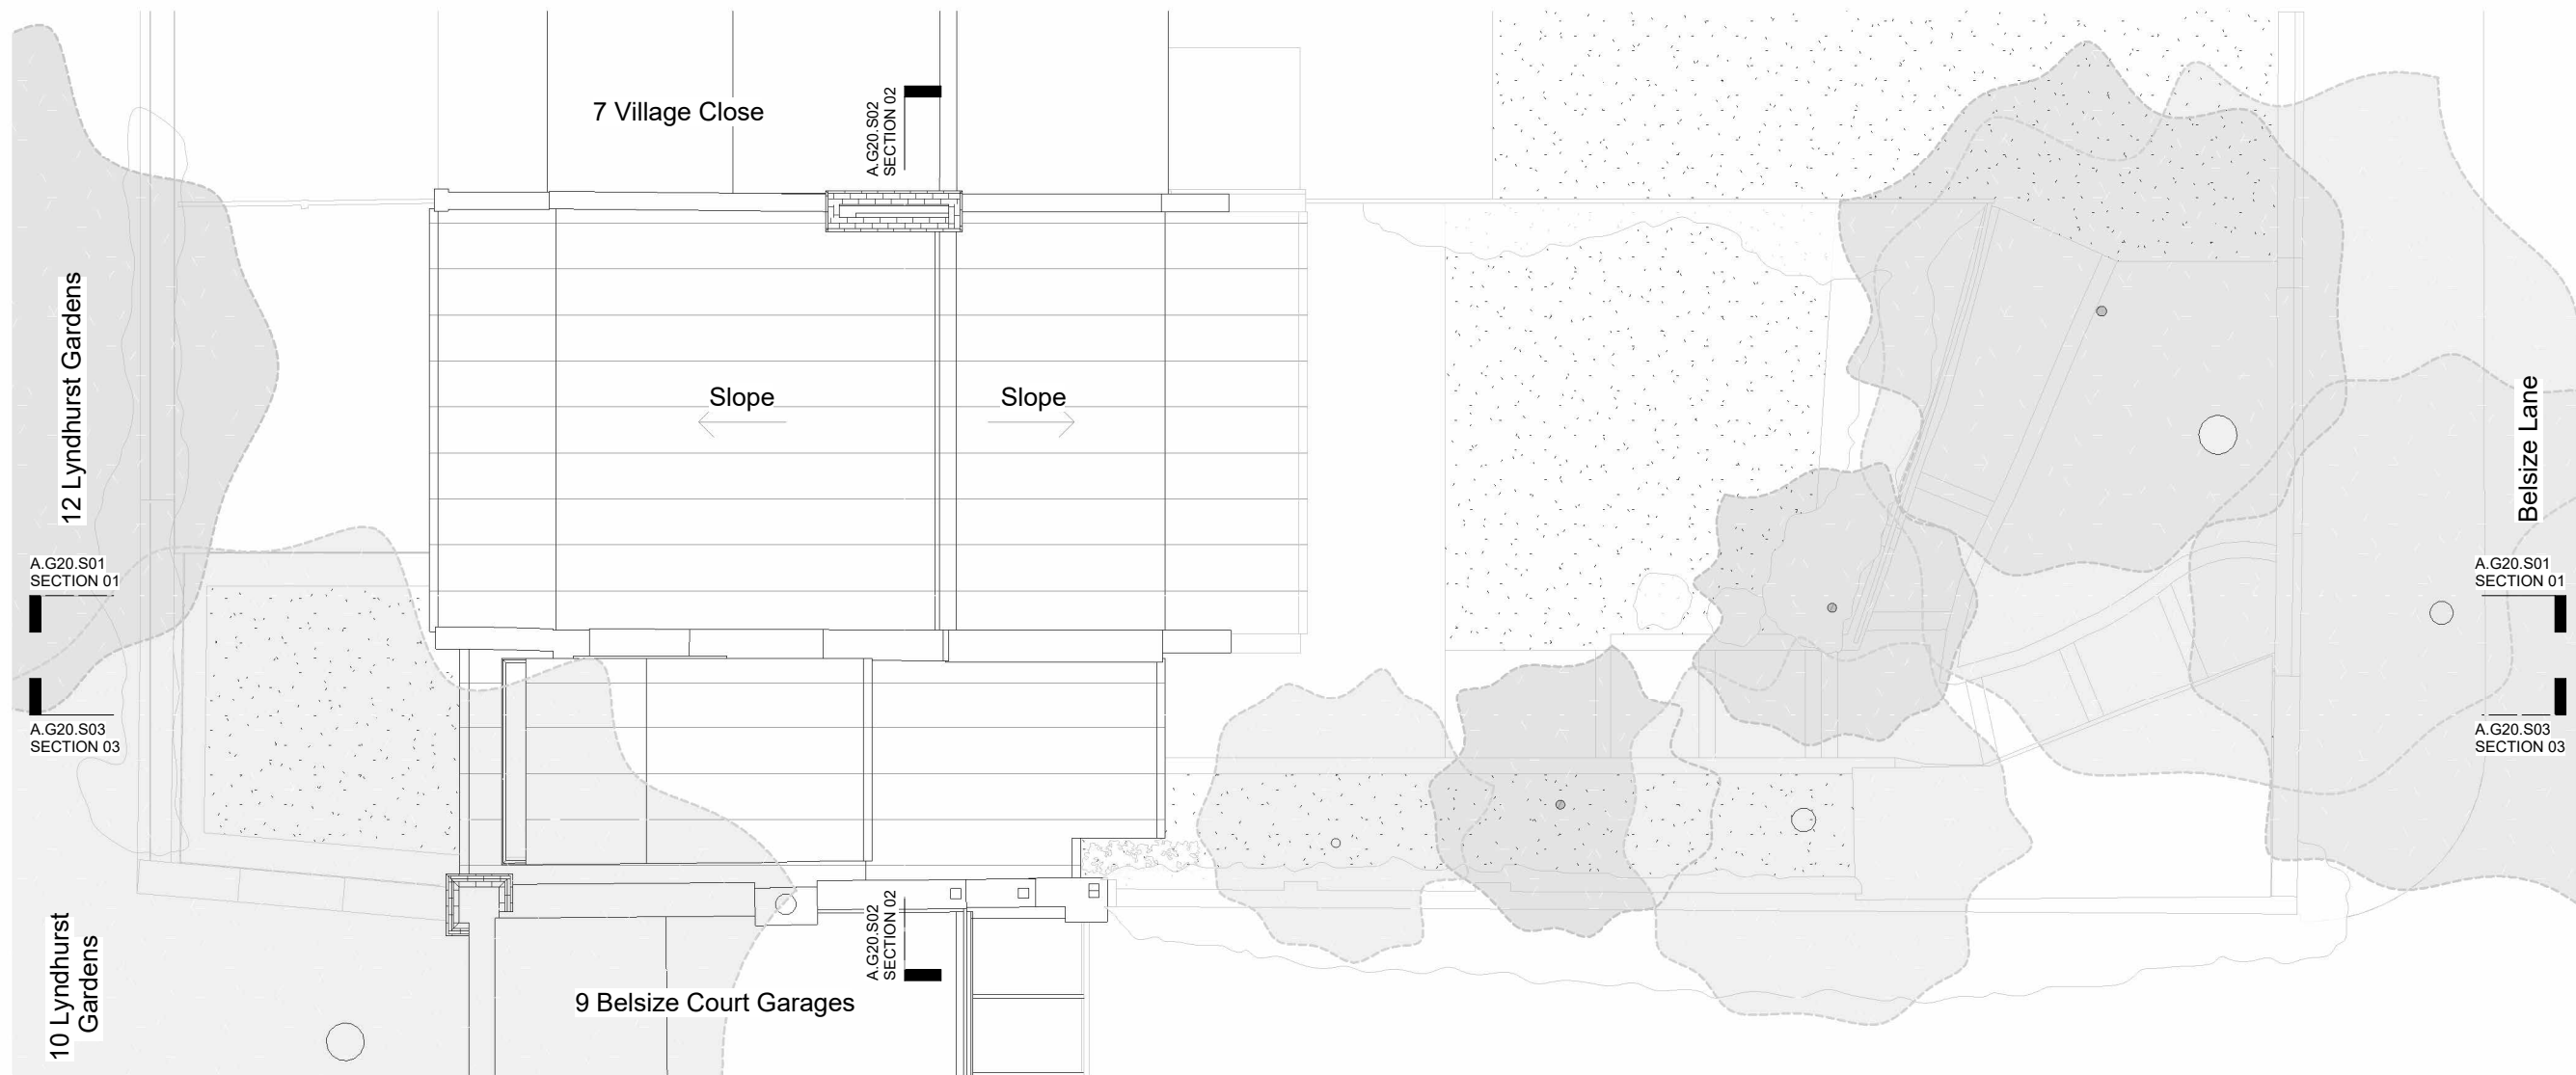 7 Village Close
A.G20.S02
SECTION 02
12 Lyndhurst Gardens
Slope
Slope
Belsize Lane
A.G20.S01
SECTION 01
A.G20.S01
SECTION 01
A.G20.S03
SECTION 03
A.G20.S03
SECTION 03
10 Lyndhurst
Gardens
A.G20.S02
SECTION 02
9 Belsize Court Garages